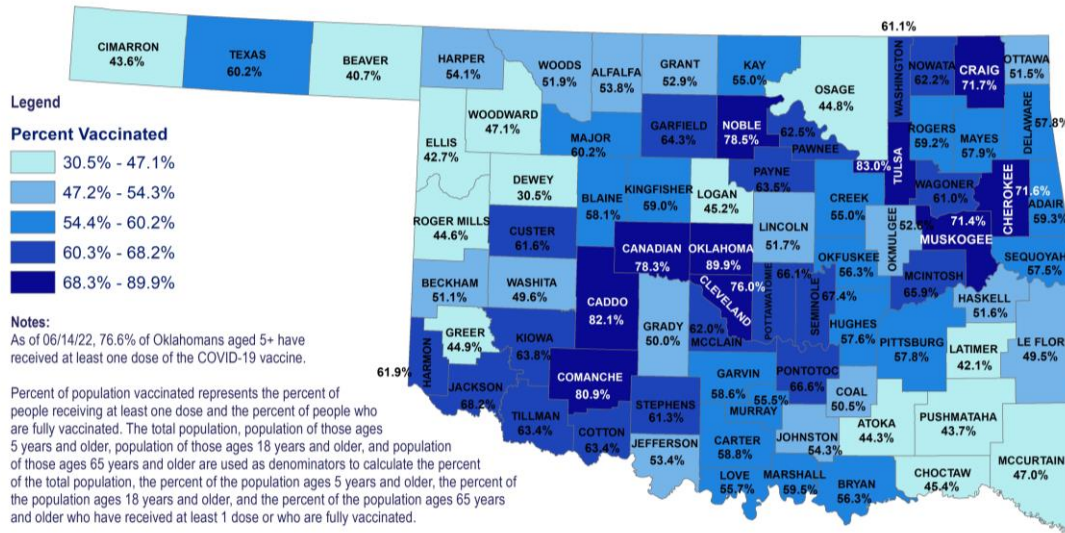 61.1%
CIMARRON
43.6%
TEXAS
60.2%
BEAVER
40.7%
HARPER
54.1%
WOODS
51.9%
ALFALFA
53.8%
GRANT
52.9%
KAY
55.0%
OSAGE
44.8%
WASHINGTON
NOWATA
62.2%
CRAIG
71.7%
OTTAWA
51.5%
Legend
Percent Vaccinated
30.5% - 47.1%
47.2% - 54.3%
54.4% - 60.2%
60.3% - 68.2%
68.3% - 89.9%
WOODWARD
47.1%
ELLIS
42.7%
MAJOR
60.2%
GARFIELD
64.3%
NOBLE
78.5%
62.5%
PAWNEE
ROGERS
59.2%
MAYES
57.9%
DELAWARE
57.8%
83.0%
TULSA
DEWEY
30.5%
BLAINE
58.1%
KINGFISHER
59.0%
LOGAN
45.2%
PAYNE
63.5%
CREEK
55.0%
WAGONER
61.0%
CHEROKEE
71.6%
ADAIR
59.3%
ROGER MILLS
44.6%
CUSTER
61.6%
CANADIAN
78.3%
OKLAHOMA
89.9%
LINCOLN
51.7%
OKMULGEE
52.6%
71.4%
MUSKOGEE
OKFUSKEE
56.3%
MCINTOSH
65.9%
SEQUOYAH
57.5%
BECKHAM
51.1%
WASHITA
49.6%
CADDO
82.1%
GRADY
50.0%
76.0%
CLEVELAND
POTTAWATOMIE
66.1%
SEMINOLE
67.4%
HUGHES
57.6%
PITTSBURG
57.8%
HASKELL
51.6%
LE FLOR
49.5%
LATIMER
42.1%
Notes:
As of 06/14/22, 76.6% of Oklahomans aged 5+ have
received at least one dose of the COVID-19 vaccine.
GREER
44.9%
KIOWA
63.8%
62.0%
MCCLAIN
61.9%
HARMON
JACKSON
68.2%
COMANCHE
80.9%
GARVIN
58.6%
PONTOTOC
66.6%
COAL
50.5%
Percent of population vaccinated represents the percent of
people receiving at least one dose and the percent of people who
are fully vaccinated. The total population, population of those ages
5 years and older, population of those ages 18 years and older, and population
of those ages 65 years and older are used as denominators to calculate the percent
of the total population, the percent of the population ages 5 years and older, the percent of
the population ages 18 years and older, and the percent of the population ages 65 years
and older who have received at least 1 dose or who are fully vaccinated.
TILLMAN
63.4%
COTTON
63.4%
STEPHENS
61.3%
55.5%
MURRAY
JEFFERSON
53.4%
CARTER
58.8%
JOHNSTON
54.3%
ATOKA
44.3%
PUSHMATAHA
43.7%
LOVE
55.7%
MARSHALL
59.5%
BRYAN
56.3%
CHOCTAW
45.4%
MCCURTAIN
47.0%